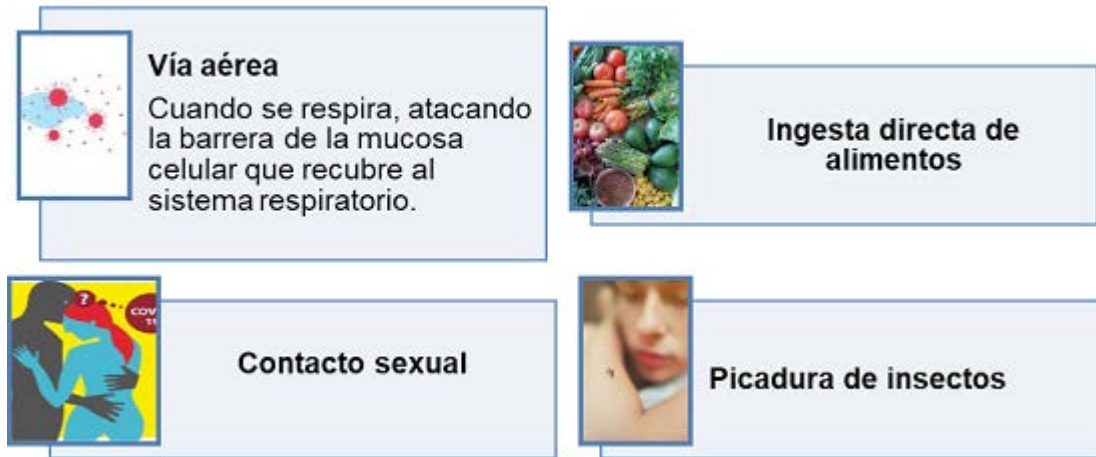 Vía aérea
Cuando se respira, atacando
la barrera de la mucosa
celular que recubre al
sistema respiratorio.
Ingesta directa de
alimentos
?
Contacto sexual
Picadura de insectos